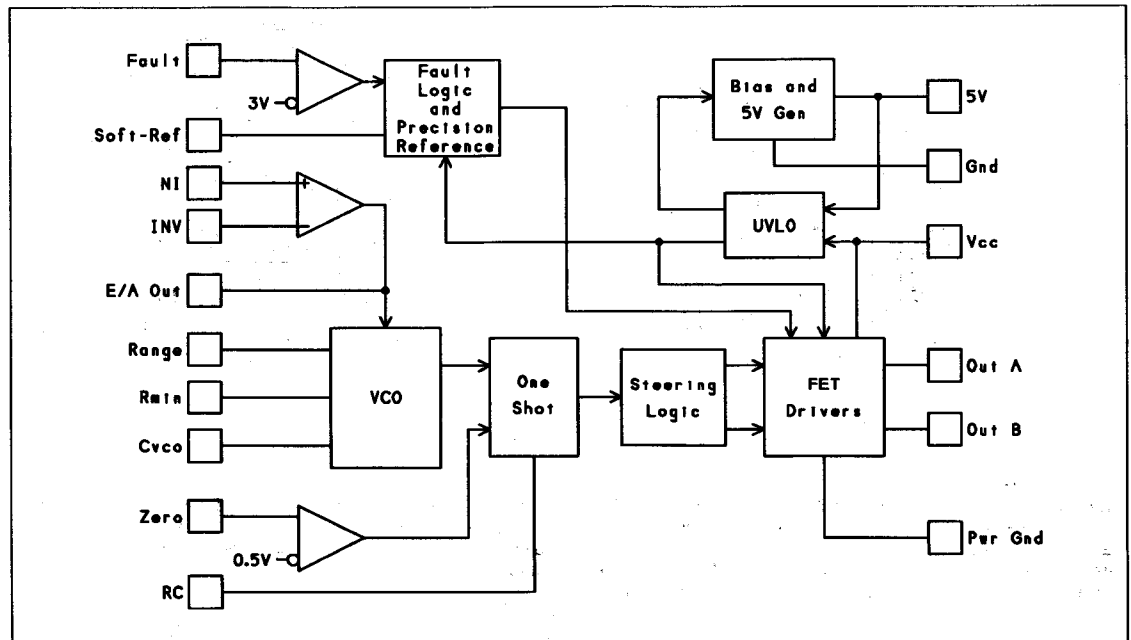 Fault
3V
Soft-Ref
NI
+
INV
−
E/A Out
Range
Rmin
Cvco
Zero
0.5V
RC
Fault
Logic
and
Precision
Reference
VCO
One
Shot
Steering
Logic
Bias and
5V Gen
UVLO
FET
Drivers
5V
Gnd
Vcc
Out A
Out B
Pwr Gnd